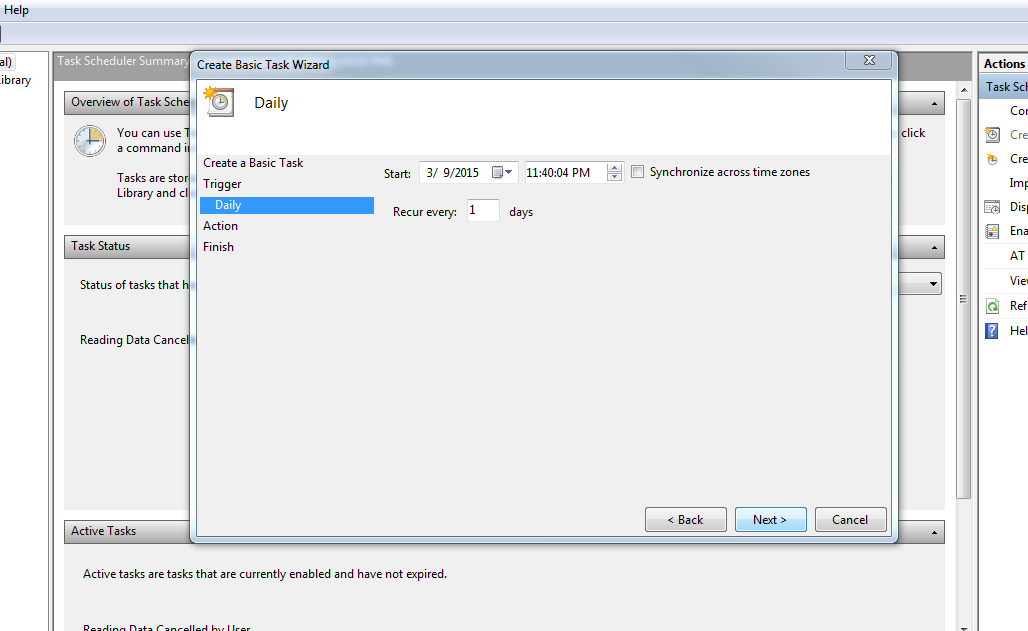 Help
al)
ibrary
Task Scheduler Summary
Overview of Task Sche
You can use T
a command in
click
Tasks are stor
Library and cl
Task Status
Status of tasks that h
Reading Data Cancel
Active Tasks
Active tasks are tasks that are currently enabled and have not expired.
Reading Data Cancelled by User
Create Basic Task Wizard
Daily
Create a Basic Task
Trigger
Daily
Action
Finish
Start: 3/ 9/2015 11:40:04 PM Synchronize across time zones
Recur every: 1 days
< Back Next > Cancel
Actions
Task Sch
Con
Cre
Cre
Imp
Disp
Ena
AT
View
Ref
Hel